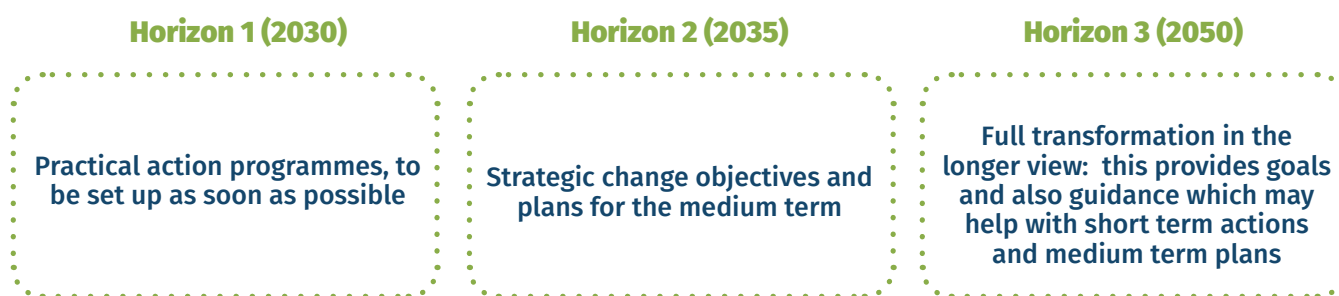 Horizon 1 (2030)
Practical action programmes, to
be set up as soon as possible
Horizon 2 (2035)
Strategic change objectives and
plans for the medium term
Horizon 3 (2050)
Full transformation in the
longer view: this provides goals
and also guidance which may
help with short term actions
and medium term plans